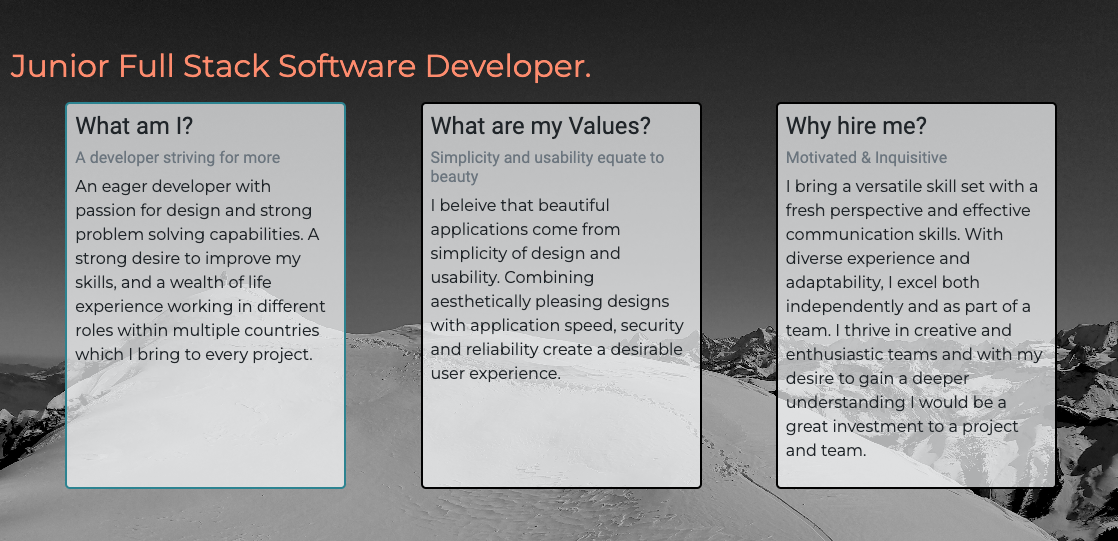 Junior Full Stack Software Developer.
What am I?
A developer striving for more
An eager developer with
passion for design and strong
problem solving capabilities. A
strong desire to improve my
skills, and a wealth of life
experience working in different
roles within multiple countries
which I bring to every project.
What are my Values?
Simplicity and usability equate to
beauty
I beleive that beautiful
applications come from
simplicity of design and
usability. Combining
aesthetically pleasing designs
with application speed, security
and reliability create a desirable
user experience.
Why hire me?
Motivated & Inquisitive
I bring a versatile skill set with a
fresh perspective and effective
communication skills. With
diverse experience and
adaptability, I excel both
independently and as part of a
team. I thrive in creative and
enthusiastic teams and with my
desire to gain a deeper
understanding I would be a
great investment to a project
and team.